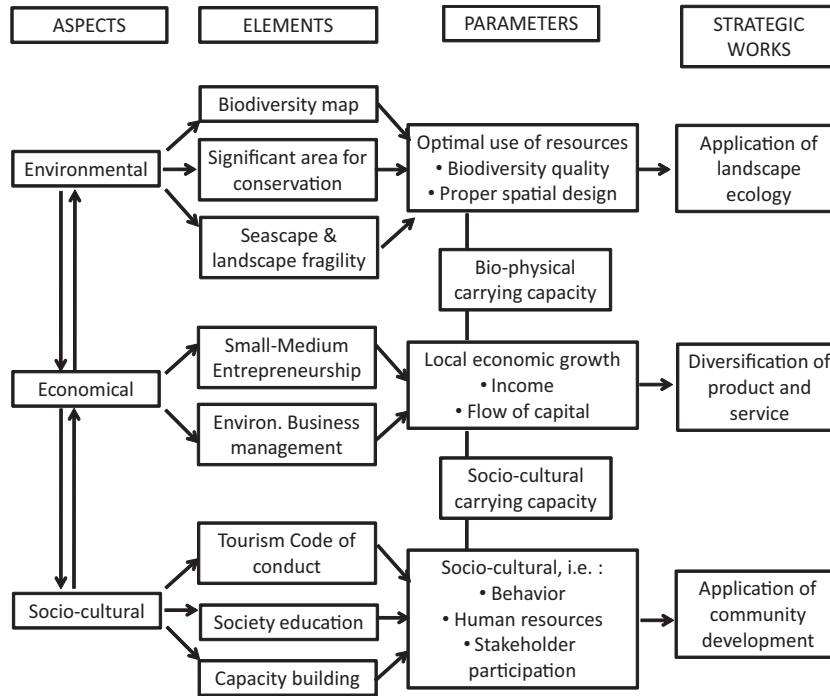 ASPECTS
ELEMENTS
PARAMETERS
STRATEGIC
WORKS
Environmental
Biodiversity map
Significant area for
conservation
Seascape &
landscape fragility
Optimal use of resources
• Biodiversity quality
• Proper spatial design
Application of
landscape
ecology
Bio-physical
carrying capacity
Economical
Small-Medium
Entrepreneurship
Environ. Business
management
Local economic growth
• Income
• Flow of capital
Diversification of
product and
service
Socio-cultural
carrying capacity
Socio-cultural
Tourism Code of
conduct
Society education
Capacity building
Socio-cultural, i.e. :
• Behavior
• Human resources
• Stakeholder
participation
Application of
community
development